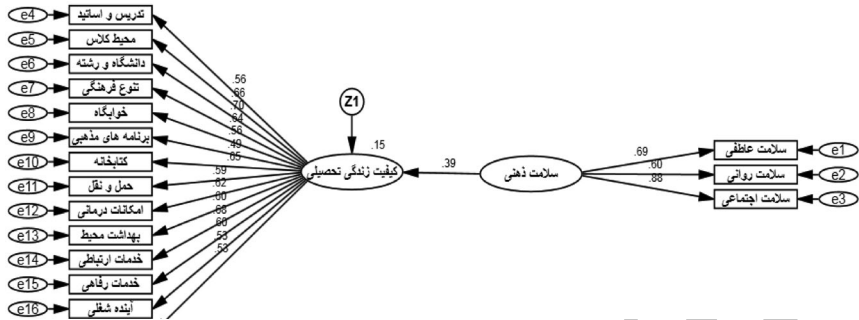 e4 تدریس و اساتید
e5 محیط کلاس
e6 دانشگاه و رشته
e7 تنوع فرهنگی
e8 خوابگاه
e9 برنامه های مذهبی
e10 کتابخانه
e11 حمل و نقل
e12 امکانات درمانی
e13 بهداشت محیط
e14 خدمات ارتباطی
e15 خدمات رفاهی
e16 آینده شغلی
.56
.66
.70
.64
.56
.49
.65
.59
.62
.60
.68
.60
.53
.53
Z1
.15
کیفیت زندگی تحصیلی
.39
سلامت ذهنی
.69
.60
.88
سلامت عاطفی e1
سلامت روانی e2
سلامت اجتماعی e3